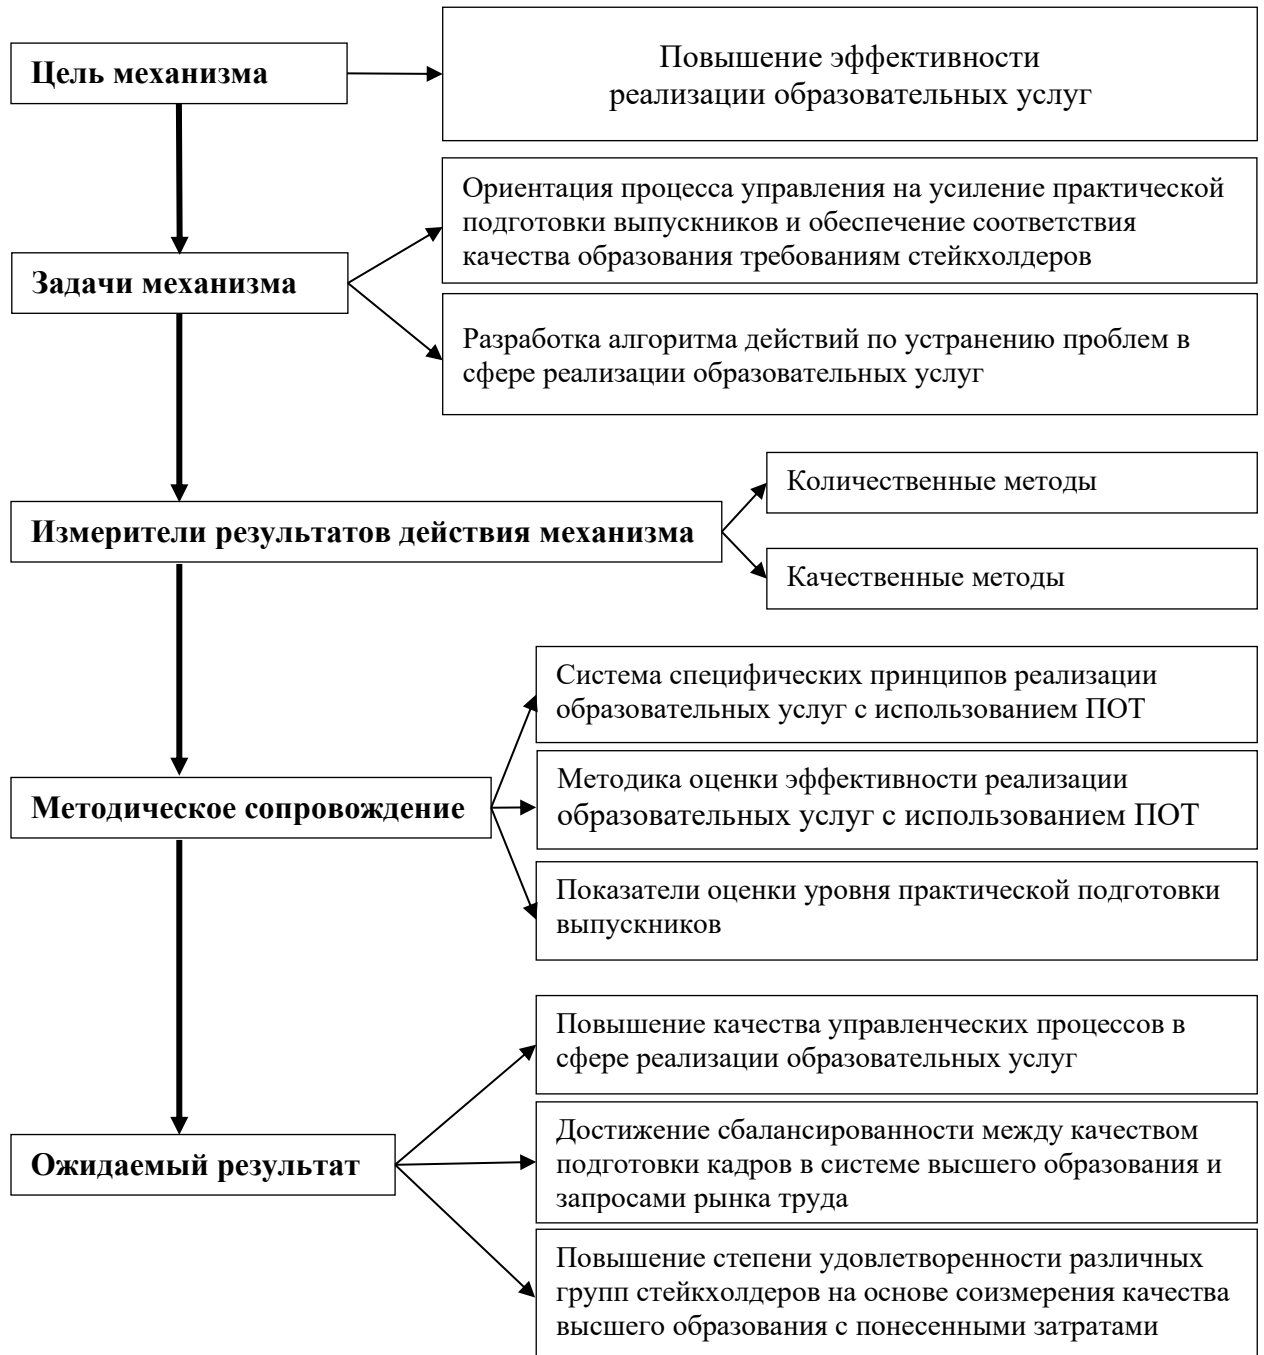 Цель механизма
Повышение эффективности
реализации образовательных услуг
Задачи механизма
Ориентация процесса управления на усиление практической
подготовки выпускников и обеспечение соответствия
качества образования требованиям стейкхолдеров
Разработка алгоритма действий по устранению проблем в
сфере реализации образовательных услуг
Измерители результатов действия механизма
Количественные методы
Качественные методы
Методическое сопровождение
Система специфических принципов реализации
образовательных услуг с использованием ПОТ
Методика оценки эффективности реализации
образовательных услуг с использованием ПОТ
Показатели оценки уровня практической подготовки
выпускников
Ожидаемый результат
Повышение качества управленческих процессов в
сфере реализации образовательных услуг
Достижение сбалансированности между качеством
подготовки кадров в системе высшего образования и
запросами рынка труда
Повышение степени удовлетворенности различных
групп стейкхолдеров на основе соизмерения качества
высшего образования с понесенными затратами